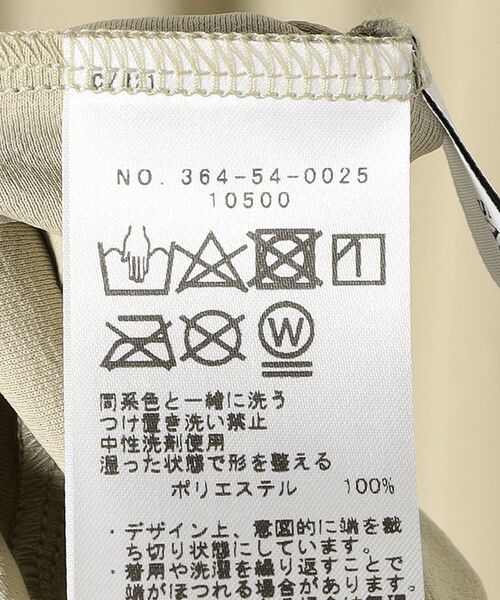 NO. 364-54-0025
10500
W
同系色と一緒に洗う
つけ置き洗い禁止
中性洗剤使用
湿った状態で形を整える
ポリエステル 100%
・デザイン上、意図的に端を裁
ち切り状態にしています。
・着用や洗濯を繰り返すことで
端がほつれる場合があります。